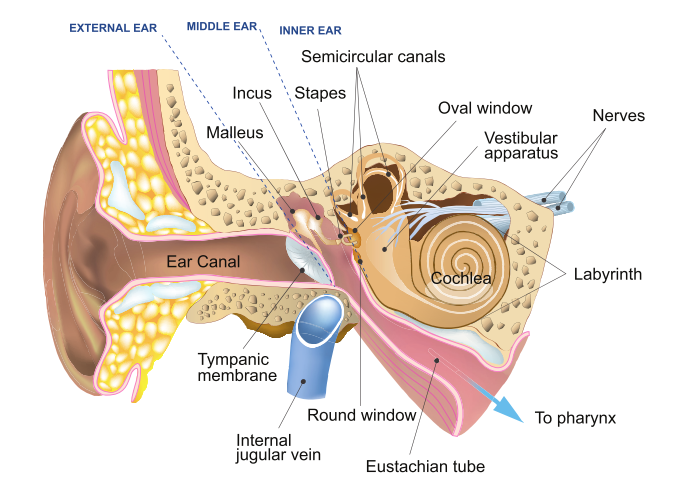 EXTERNAL EAR
MIDDLE EAR
INNER EAR
Semicircular canals
Incus
Stapes
Oval window
Nerves
Malleus
Vestibular
apparatus
Ear Canal
Cochlea
Labyrinth
Tympanic
membrane
Round window
To pharynx
Internal
jugular vein
Eustachian tube